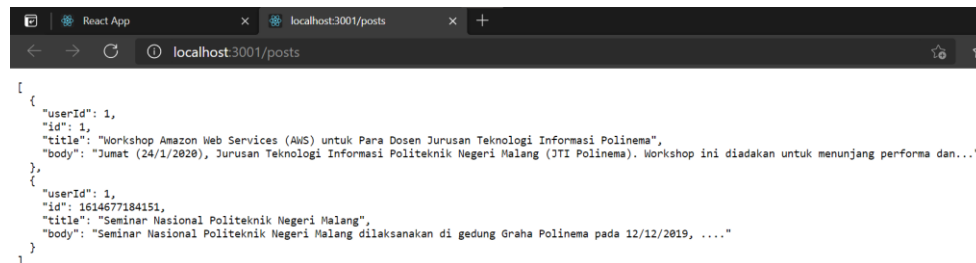 React App
localhost:3001/posts
localhost:3001/posts
[
{
"userId": 1,
"id": 1,
"title": "Workshop Amazon Web Services (AWS) untuk Para Dosen Jurusan Teknologi Informasi Polinema",
"body": "Jumat (24/1/2020), Jurusan Teknologi Informasi Politeknik Negeri Malang (JTI Polinema). Workshop ini diadakan untuk menunjang performa dan..."
},
{
"userId": 1,
"id": 1614677184151,
"title": "Seminar Nasional Politeknik Negeri Malang",
"body": "Seminar Nasional Politeknik Negeri Malang dilaksanakan di gedung Graha Polinema pada 12/12/2019, ...."
}
]